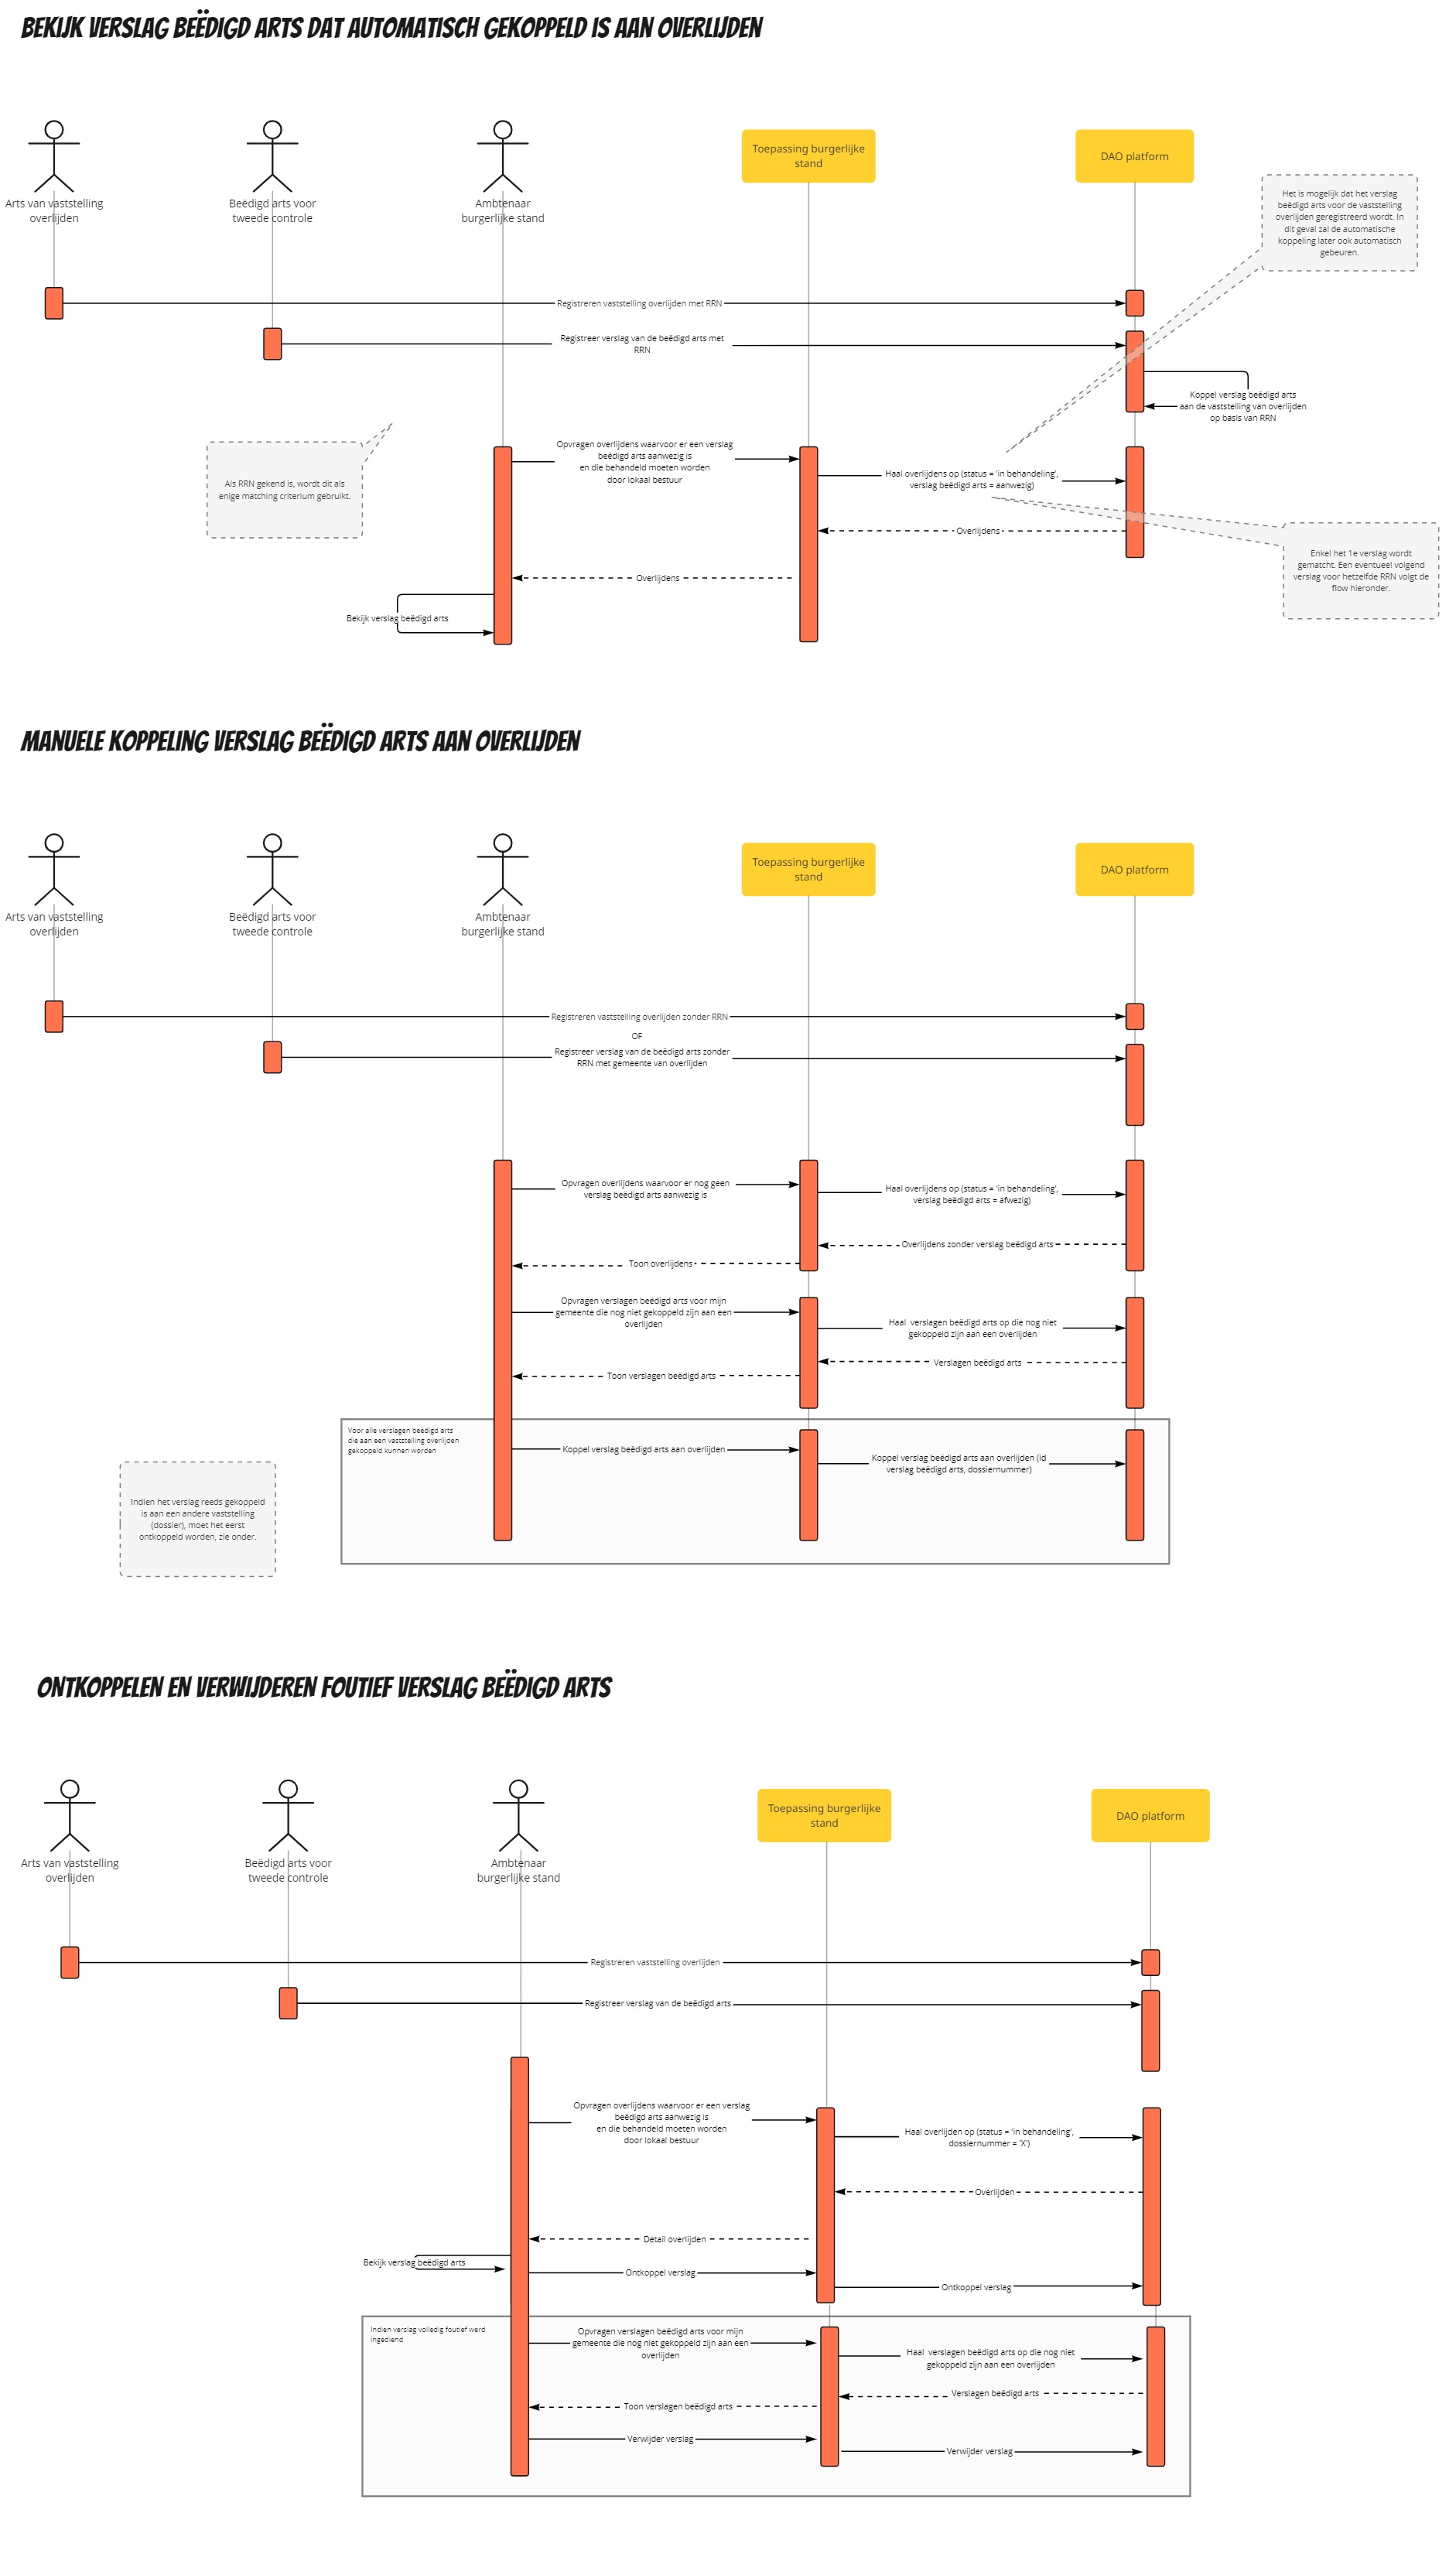 BEKIJK VERSLAG BEËDIGD ARTS DAT AUTOMATISCH GEKOPPELD IS AAN OVERLIJDEN
Arts van vaststelling
overlijden
Beëdigd arts voor
tweede controle
Ambtenaar
burgerlijke stand
Toepassing burgerlijke
stand
DAO platform
Het is mogelijk dat het verslag
beëdigd arts voor de vaststelling
overlijden geregistreerd wordt. In
dit geval zal de automatische
koppeling later ook automatisch
gebeuren.
Registreren vaststelling overlijden met RRN
Registreer verslag van de beëdigd arts met
RRN
Koppel verslag beëdigd arts
aan de vaststelling van overlijden
op basis van RRN
Als RRN gekend is, wordt dit als
enige matching criterium gebruikt.
Opvragen overlijdens waarvoor er een verslag
beëdigd arts aanwezig is
en die behandeld moeten worden
door lokaal bestuur
Haal overlijdens op (status = 'in behandeling',
verslag beëdigd arts = aanwezig)
Overlijdens
Enkel het 1e verslag wordt
gematcht. Een eventueel volgend
verslag voor hetzelfde RRN volgt de
flow hieronder.
Overlijdens
Bekijk verslag beëdigd arts
MANUELE KOPPELING VERSLAG BEËDIGD ARTS AAN OVERLIJDEN
Arts van vaststelling
overlijden
Beëdigd arts voor
tweede controle
Ambtenaar
burgerlijke stand
Toepassing burgerlijke
stand
DAO platform
Registreren vaststelling overlijden zonder RRN
OF
Registreer verslag van de beëdigd arts zonder
RRN met gemeente van overlijden
Opvragen overlijdens waarvoor er nog geen
verslag beëdigd arts aanwezig is
Haal overlijdens op (status = 'in behandeling',
verslag beëdigd arts = afwezig)
Overlijdens zonder verslag beëdigd arts
Toon overlijdens
Opvragen verslagen beëdigd arts voor mijn
gemeente die nog niet gekoppeld zijn aan een
overlijden
Haal verslagen beëdigd arts op die nog niet
gekoppeld zijn aan een overlijden
Verslagen beëdigd arts
Toon verslagen beëdigd arts
Voor alle verslagen beëdigd arts
die aan een vaststelling overlijden
gekoppeld kunnen worden
Koppel verslag beëdigd arts aan overlijden
Koppel verslag beëdigd arts aan overlijden (id
verslag beëdigd arts, dossiernummer)
Indien het verslag reeds gekoppeld
is aan een andere vaststelling
(dossier), moet het eerst
ontkoppeld worden, zie onder.
ONTKOPPELEN EN VERWIJDEREN FOUTIEF VERSLAG BEËDIGD ARTS
Arts van vaststelling
overlijden
Beëdigd arts voor
tweede controle
Ambtenaar
burgerlijke stand
Toepassing burgerlijke
stand
DAO platform
Registreren vaststelling overlijden
Registreer verslag van de beëdigd arts
Opvragen overlijdens waarvoor er een verslag
beëdigd arts aanwezig is
en die behandeld moeten worden
door lokaal bestuur
Haal overlijden op (status = 'in behandeling',
dossiernummer = 'X')
Overlijden
Detail overlijden
Bekijk verslag beëdigd arts
Ontkoppel verslag
Ontkoppel verslag
Indien verslag volledig foutief werd
ingediend
Opvragen verslagen beëdigd arts voor mijn
gemeente die nog niet gekoppeld zijn aan een
overlijden
Haal verslagen beëdigd arts op die nog niet
gekoppeld zijn aan een overlijden
Verslagen beëdigd arts
Toon verslagen beëdigd arts
Verwijder verslag
Verwijder verslag